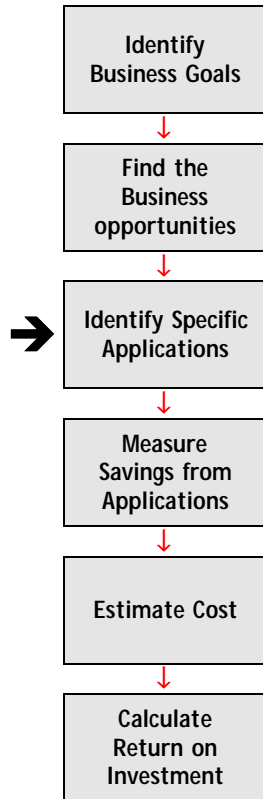 Identify
Business Goals
Find the
Business
opportunities
Identify Specific
Applications
Measure
Savings from
Applications
Estimate Cost
Calculate
Return on
Investment